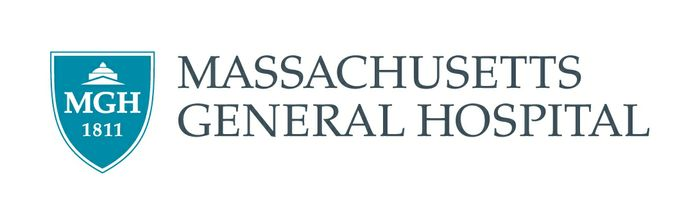 MGH
1811
MASSACHUSETTS
GENERAL HOSPITAL